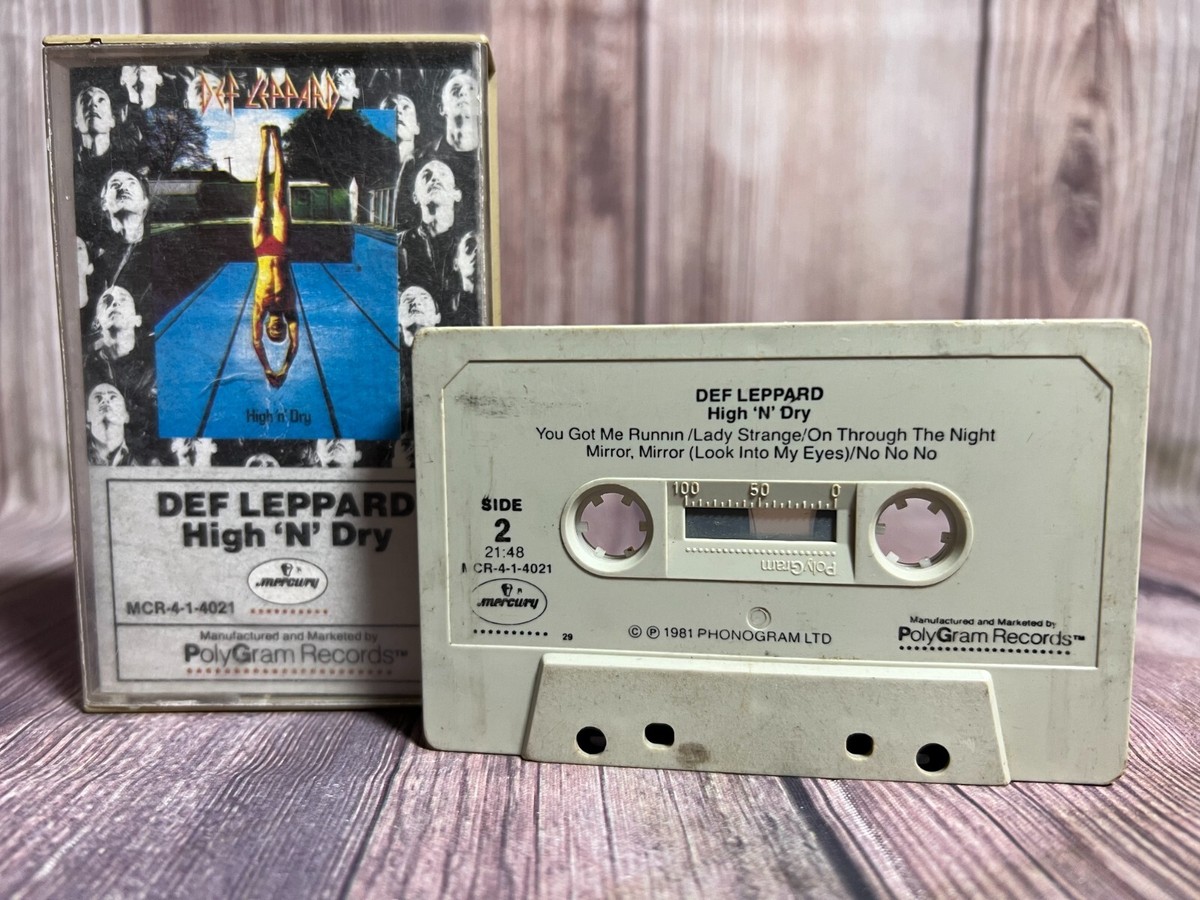 DEF LEPPARD
High 'n' Dry
DEF LEPPARD
High 'N' Dry
mercury
MCR-4-1-4021
Manufactured and Marketed by
PolyGram Records™
DEF LEPPARD
High 'N' Dry
You Got Me Runnin /Lady Strange/On Through The Night
Mirror, Mirror (Look Into My Eyes)/No No No
100 50 0
SIDE
2
21:48
M CR-4-1-4021
PolyGram
mercury
29
© ℗ 1981 PHONOGRAM LTD
Manufactured and Marketed by
PolyGram Records™